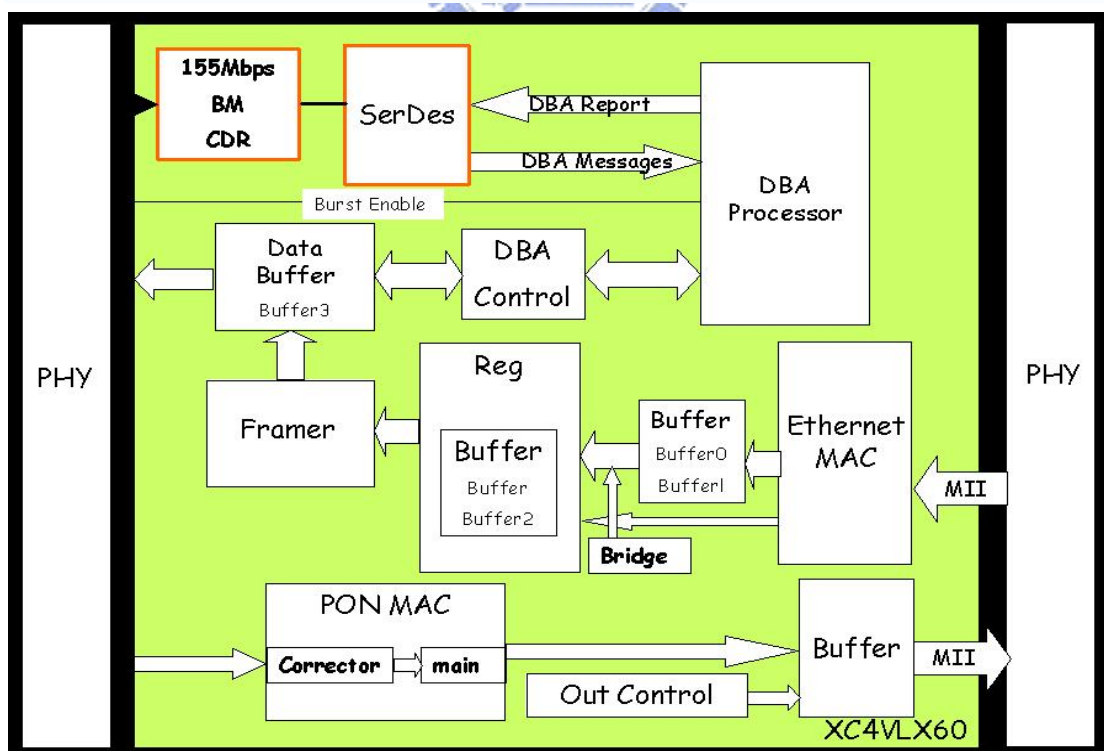 PHY
155Mbps
BM
CDR
SerDes
DBA Report
DBA Messages
DBA
Processor
Burst Enable
Data
Buffer
Buffer3
DBA
Control
Framer
Reg
Buffer
Buffer
Buffer2
Buffer
Buffer0
Buffer1
Ethernet
MAC
MII
Bridge
PON MAC
Corrector
main
Out Control
Buffer
MII
XC4VLX60
PHY